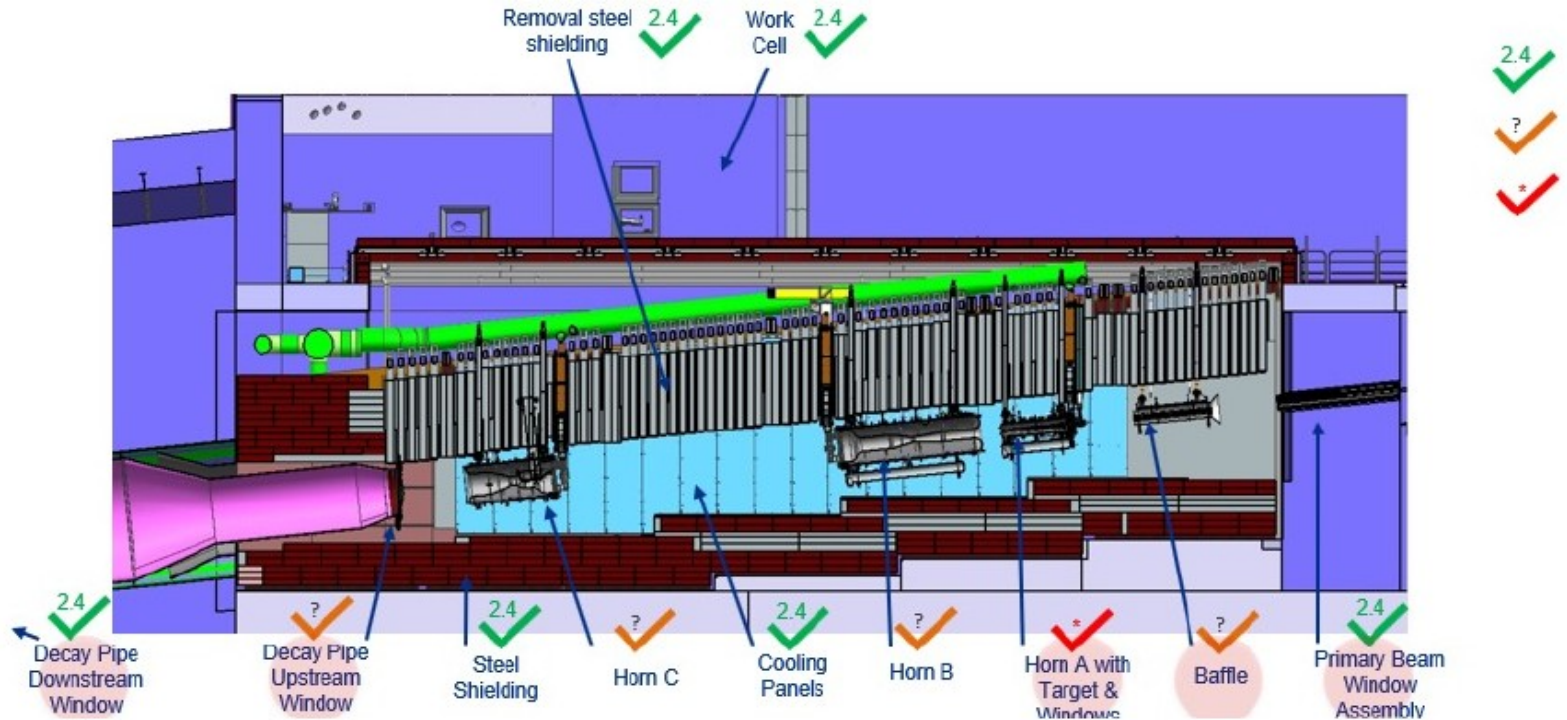 Removal steel
shielding
2.4
Work
Cell
2.4
2.4
?
*
2.4
Decay Pipe
Downstream
Window
?
Decay Pipe
Upstream
Window
2.4
Steel
Shielding
?
Horn C
2.4
Cooling
Panels
?
Horn B
*
Horn A with
Target &
Windows
?
Baffle
2.4
Primary Beam
Window
Assembly